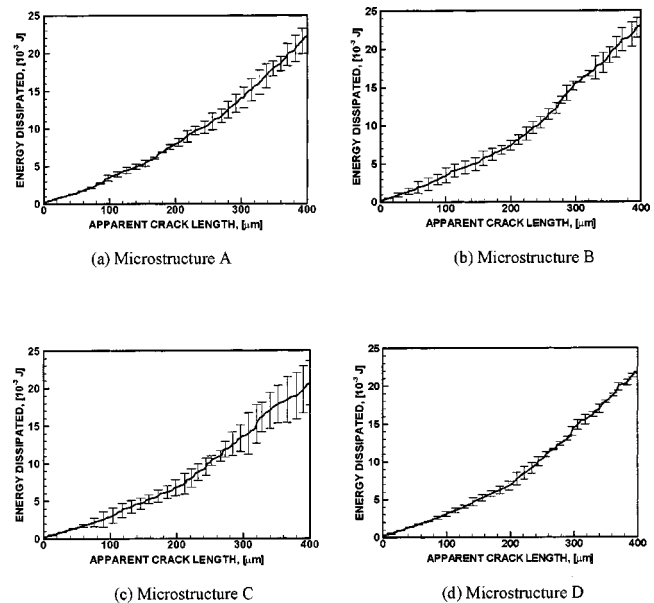 25
20
15
10
5
0
ENERGY DISSIPATED, [10⁻³ J]
0 100 200 300 400
APPARENT CRACK LENGTH, [μm]
(a) Microstructure A
25
20
15
10
5
0
ENERGY DISSIPATED, [10⁻³ J]
0 100 200 300 400
APPARENT CRACK LENGTH, [μm]
(b) Microstructure B
25
20
15
10
5
0
ENERGY DISSIPATED, [10⁻³ J]
0 100 200 300 400
APPARENT CRACK LENGTH, [μm]
(c) Microstructure C
25
20
15
10
5
0
ENERGY DISSIPATED, [10⁻³ J]
0 100 200 300 400
APPARENT CRACK LENGTH, [μm]
(d) Microstructure D